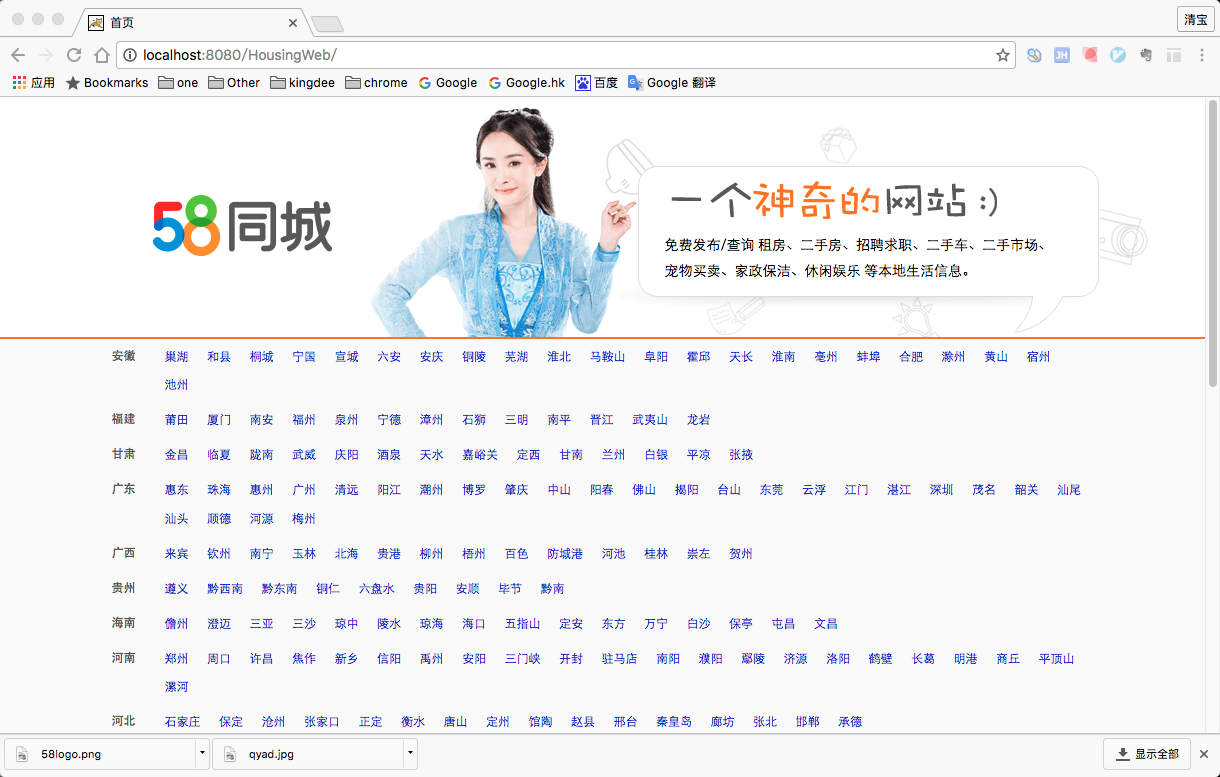 首页
清宝
localhost:8080/HousingWeb/
JH
应用 Bookmarks one Other kingdee chrome Google Google.hk 百度 Google 翻译
58同城
一个神奇的网站 :)
免费发布/查询 租房、二手房、招聘求职、二手车、二手市场、
宠物买卖、家政保洁、休闲娱乐 等本地生活信息。
安徽 巢湖 和县 桐城 宁国 宣城 六安 安庆 铜陵 芜湖 淮北 马鞍山 阜阳 霍邱 天长 淮南 亳州 蚌埠 合肥 滁州 黄山 宿州
池州
福建 莆田 厦门 南安 福州 泉州 宁德 漳州 石狮 三明 南平 晋江 武夷山 龙岩
甘肃 金昌 临夏 陇南 武威 庆阳 酒泉 天水 嘉峪关 定西 甘南 兰州 白银 平凉 张掖
广东 惠东 珠海 惠州 广州 清远 阳江 潮州 博罗 肇庆 中山 阳春 佛山 揭阳 台山 东莞 云浮 江门 湛江 深圳 茂名 韶关 汕尾
汕头 顺德 河源 梅州
广西 来宾 钦州 南宁 玉林 北海 贵港 柳州 梧州 百色 防城港 河池 桂林 崇左 贺州
贵州 遵义 黔西南 黔东南 铜仁 六盘水 贵阳 安顺 毕节 黔南
海南 儋州 澄迈 三亚 三沙 琼中 陵水 琼海 海口 五指山 定安 东方 万宁 白沙 保亭 屯昌 文昌
河南 郑州 周口 许昌 焦作 新乡 信阳 禹州 安阳 三门峡 开封 驻马店 南阳 濮阳 鄢陵 济源 洛阳 鹤壁 长葛 明港 商丘 平顶山
漯河
河北 石家庄 保定 沧州 张家口 正定 衡水 唐山 定州 馆陶 赵县 邢台 秦皇岛 廊坊 张北 邯郸 承德
58logo.png qyad.jpg 显示全部